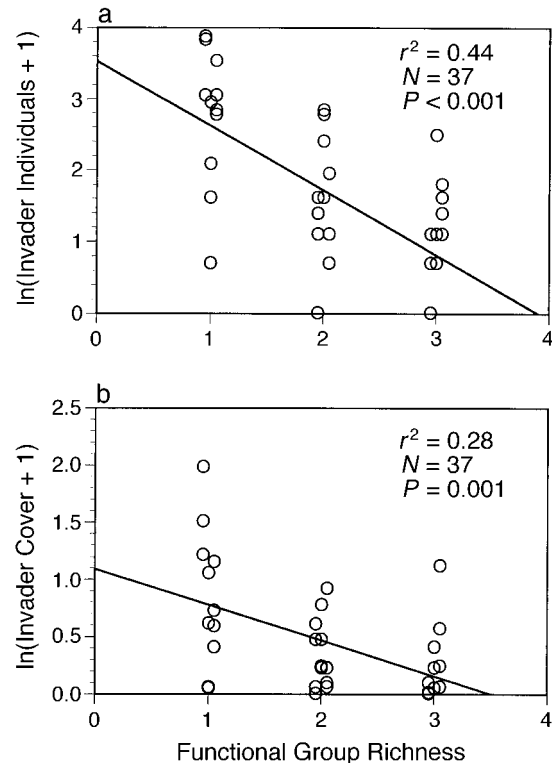 a
r² = 0.44
N = 37
P < 0.001
ln(Invader Individuals + 1)
4
3
2
1
0
0 1 2 3 4
b
r² = 0.28
N = 37
P = 0.001
ln(Invader Cover + 1)
2.5
2.0
1.5
1.0
0.5
0.0
0 1 2 3 4
Functional Group Richness